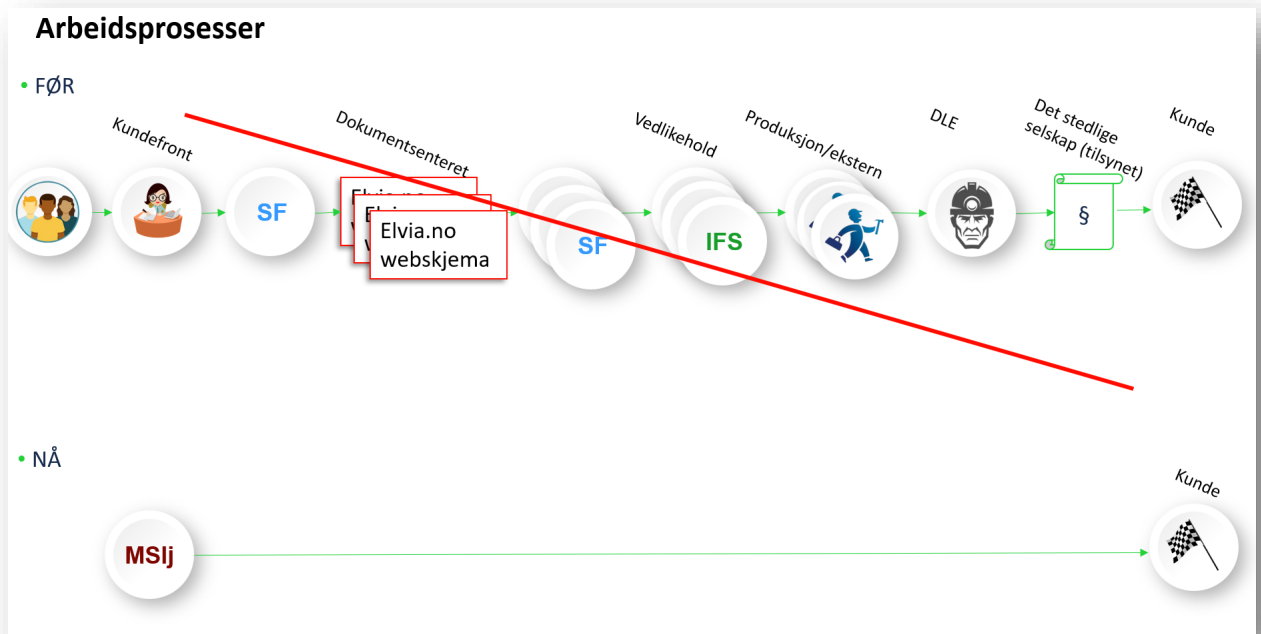 Arbeidsprosesser
• FØR
Kundefront
Dokumentsenteret
Vedlikehold
Produksjon/ekstern
DLE
Det stedlige
selskap (tilsynet)
Kunde
SF
Elvia.no
webskjema
SF
IFS
§
• NÅ
Kunde
MSIj